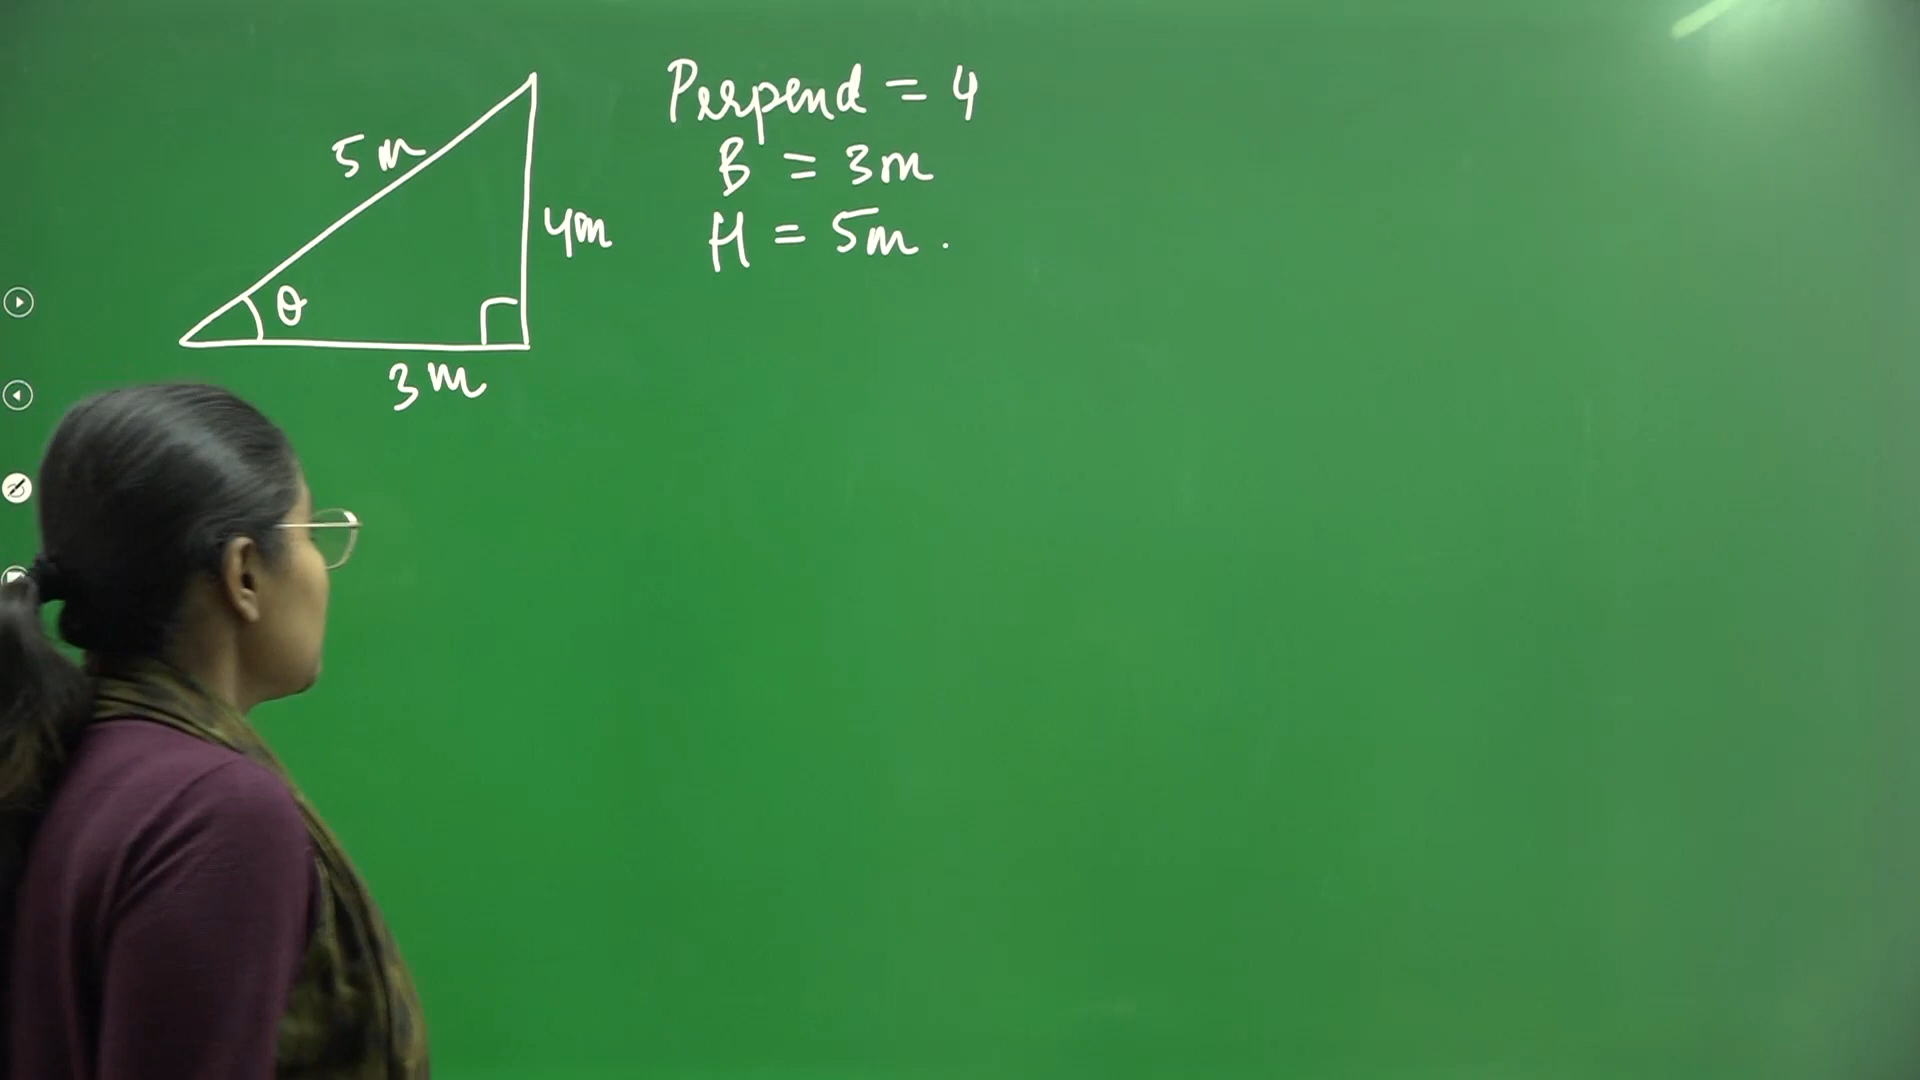 5m
4m
θ
3m
Perpend = 4
B = 3m
H = 5m.